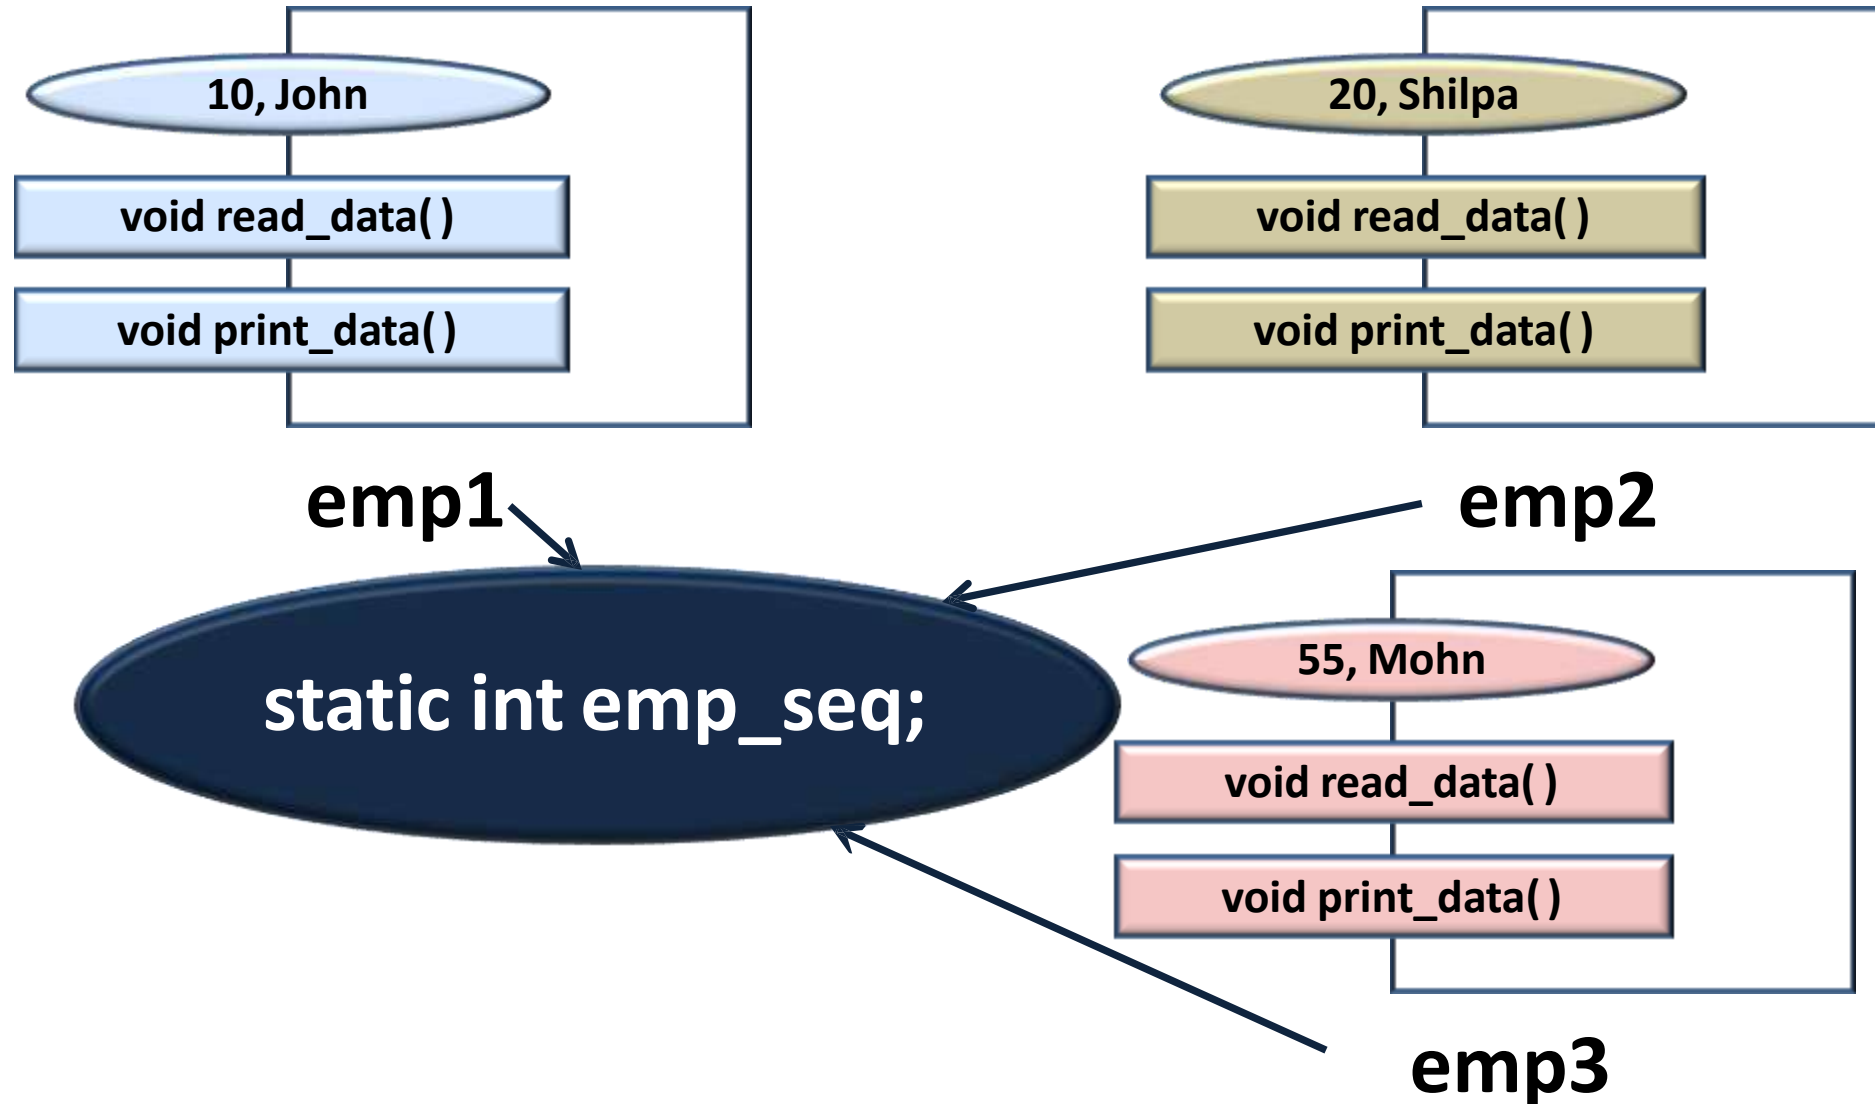 10, John
void read_data( )
void print_data( )
emp1
20, Shilpa
void read_data( )
void print_data( )
emp2
static int emp_seq;
55, Mohn
void read_data( )
void print_data( )
emp3